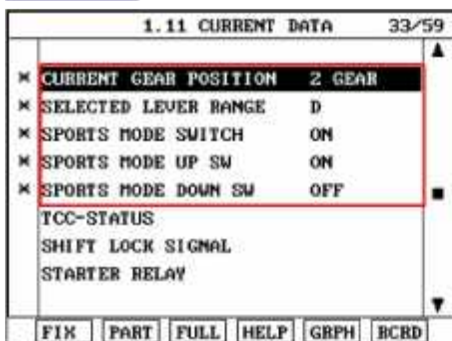 1.11 CURRENT DATA 33/59
× CURRENT GEAR POSITION 2 GEAR
× SELECTED LEVER RANGE D
× SPORTS MODE SWITCH ON
× SPORTS MODE UP SW ON
× SPORTS MODE DOWN SW OFF
TCC-STATUS
SHIFT LOCK SIGNAL
STARTER RELAY
FIX PART FULL HELP GRPH RCRD